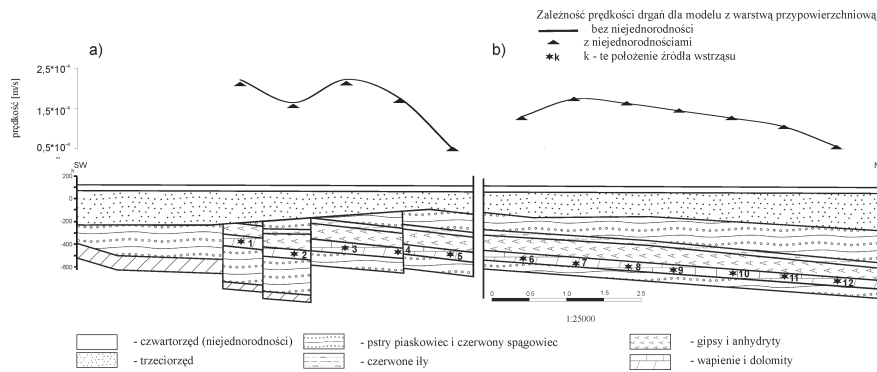 Zależność prędkości drgań dla modelu z warstwą przypowierzchniową
bez niejednorodności
z niejednorodnościami
k - te położenie źródła wstrząsu
k
a)
b)
prędkość [m/s]
2,5*10⁻⁴
1,5*10⁻⁴
0,5*10⁻⁴
SW
200
0
-200
-400
-600
1 2 3 4 5 6 7 8 9 10 11 12
0 0.5 1.0 1.5 2.0 2.5
1:25000
- czwartorzęd (niejednorodności)
- pstry piaskowiec i czerwony spągowiec
- gipsy i anhydryty
- trzeciorzęd
- czerwone iły
- wapienie i dolomity